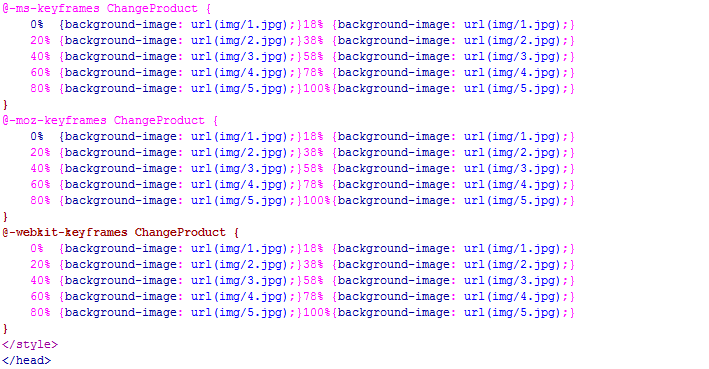 @-ms-keyframes ChangeProduct {
    0%  {background-image: url(img/1.jpg);}18% {background-image: url(img/1.jpg);}
    20% {background-image: url(img/2.jpg);}38% {background-image: url(img/2.jpg);}
    40% {background-image: url(img/3.jpg);}58% {background-image: url(img/3.jpg);}
    60% {background-image: url(img/4.jpg);}78% {background-image: url(img/4.jpg);}
    80% {background-image: url(img/5.jpg);}100%{background-image: url(img/5.jpg);}
}
@-moz-keyframes ChangeProduct {
    0%  {background-image: url(img/1.jpg);}18% {background-image: url(img/1.jpg);}
    20% {background-image: url(img/2.jpg);}38% {background-image: url(img/2.jpg);}
    40% {background-image: url(img/3.jpg);}58% {background-image: url(img/3.jpg);}
    60% {background-image: url(img/4.jpg);}78% {background-image: url(img/4.jpg);}
    80% {background-image: url(img/5.jpg);}100%{background-image: url(img/5.jpg);}
}
@-webkit-keyframes ChangeProduct {
    0%  {background-image: url(img/1.jpg);}18% {background-image: url(img/1.jpg);}
    20% {background-image: url(img/2.jpg);}38% {background-image: url(img/2.jpg);}
    40% {background-image: url(img/3.jpg);}58% {background-image: url(img/3.jpg);}
    60% {background-image: url(img/4.jpg);}78% {background-image: url(img/4.jpg);}
    80% {background-image: url(img/5.jpg);}100%{background-image: url(img/5.jpg);}
}
</style>
</head>